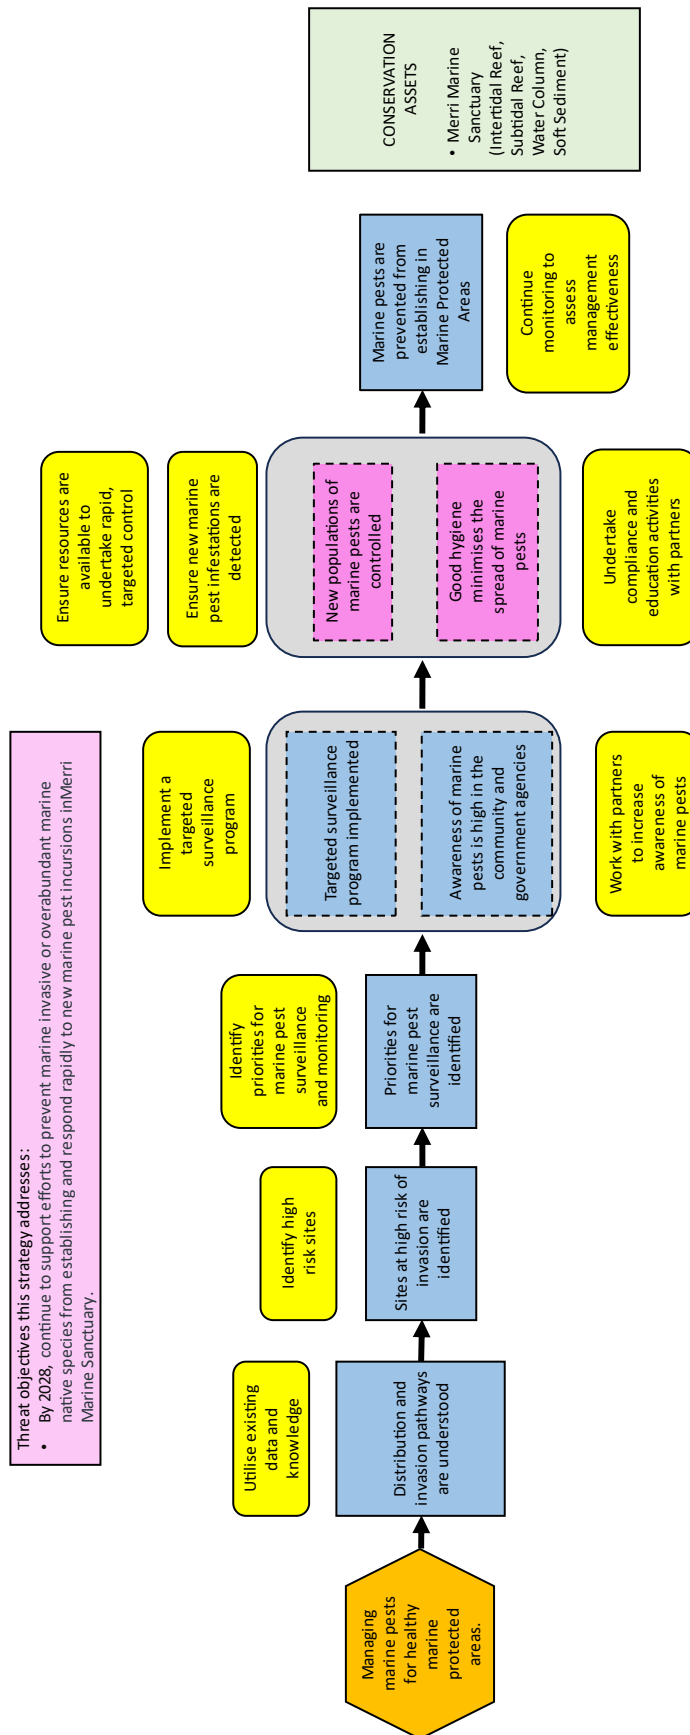 Threat objectives this strategy addresses:
• By 2028, continue to support efforts to prevent marine invasive or overabundant marine
native species from establishing and respond rapidly to new marine pest incursions inMerri
Marine Sanctuary.
Managing
marine pests
for healthy
marine
protected
areas.
Utilise existing
data and
knowledge
Distribution and
invasion pathways
are understood
Identify high
risk sites
Sites at high risk of
invasion are
identified
Identify
priorities for
marine pest
surveillance
and monitoring
Priorities for
marine pest
surveillance are
identified
Implement a
targeted
surveillance
program
Targeted surveillance
program implemented
Awareness of marine
pests is high in the
community and
government agencies
Work with partners
to increase
awareness of
marine pests
Ensure resources are
available to
undertake rapid,
targeted control
Ensure new marine
pest infestations are
detected
New populations of
marine pests are
controlled
Good hygiene
minimises the
spread of marine
pests
Undertake
compliance and
education activities
with partners
Marine pests are
prevented from
establishing in
Marine Protected
Areas
Continue
monitoring to
assess
management
effectiveness
CONSERVATION
ASSETS
• Merri Marine
Sanctuary
(Intertidal Reef,
Subtidal Reef,
Water Column,
Soft Sediment)